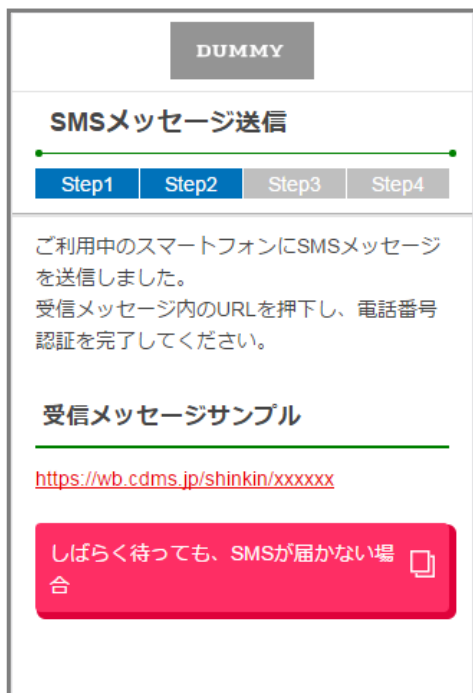 DUMMY
SMSメッセージ送信
Step1 Step2 Step3 Step4
ご利用中のスマートフォンにSMSメッセージ
を送信しました。
受信メッセージ内のURLを押下し、電話番号
認証を完了してください。
受信メッセージサンプル
https://wb.cdms.jp/shinkin/xxxxxx
しばらく待っても、SMSが届かない場
合